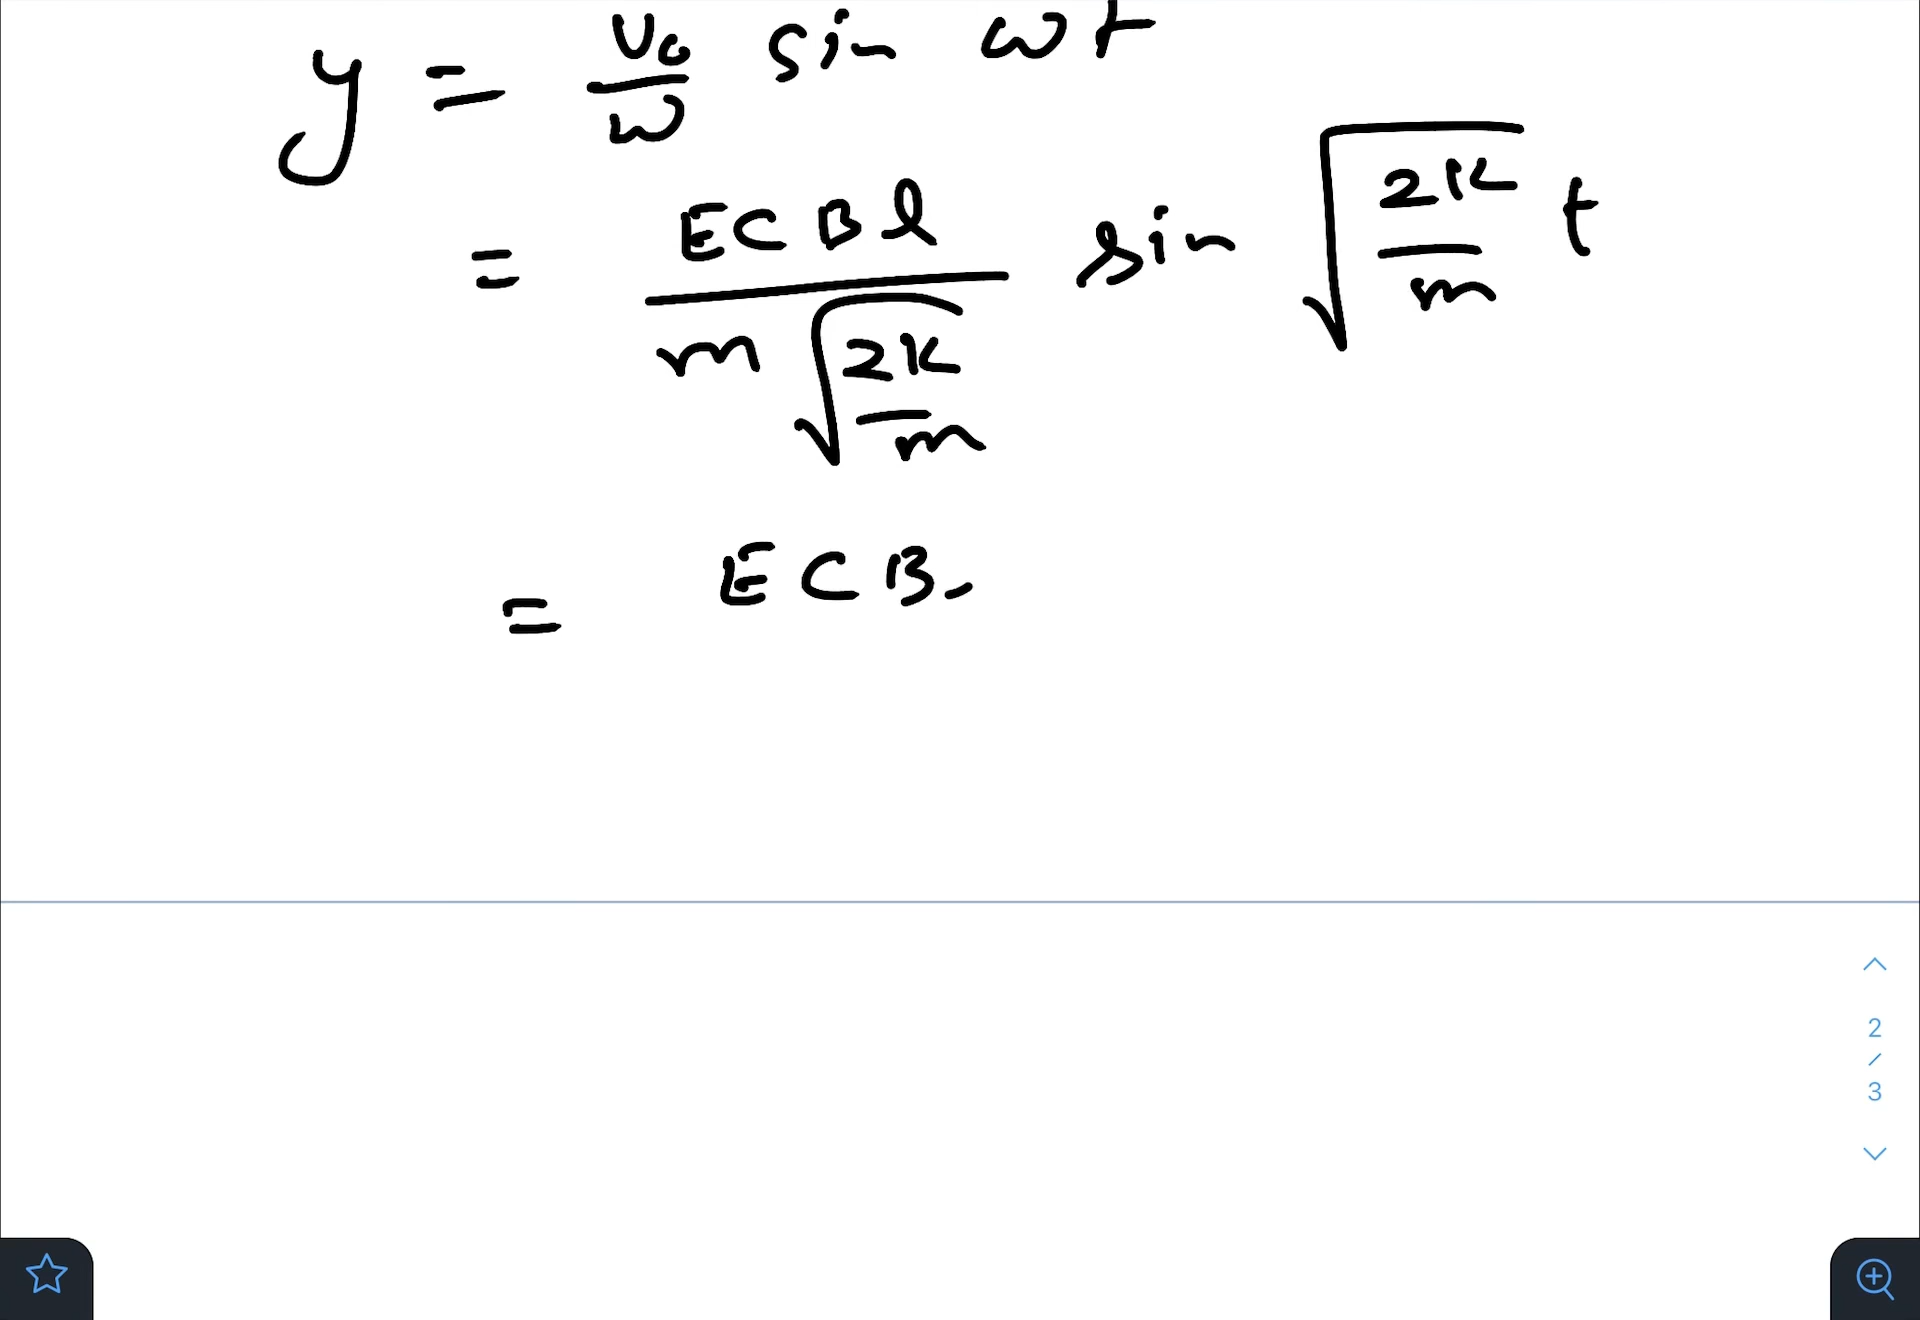 y = v₀/ω sin ωt
= ECBl / m√(2K/m) sin √(2K/m) t
= ECB
2
/
3